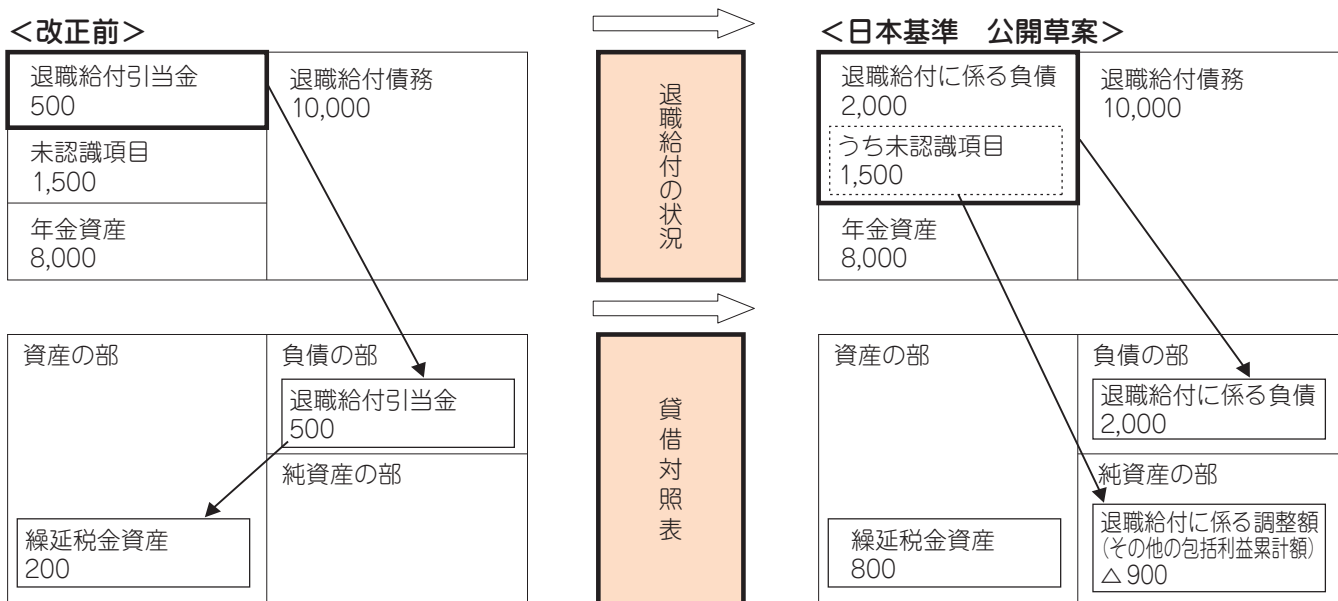 <改正前>
退職給付引当金
500
退職給付債務
10,000
未認識項目
1,500
年金資産
8,000
退職給付の状況
<日本基準　公開草案>
退職給付に係る負債
2,000
うち未認識項目
1,500
退職給付債務
10,000
年金資産
8,000
資産の部
負債の部
退職給付引当金
500
純資産の部
繰延税金資産
200
貸借対照表
資産の部
負債の部
退職給付に係る負債
2,000
純資産の部
繰延税金資産
800
退職給付に係る調整額
(その他の包括利益累計額)
△900